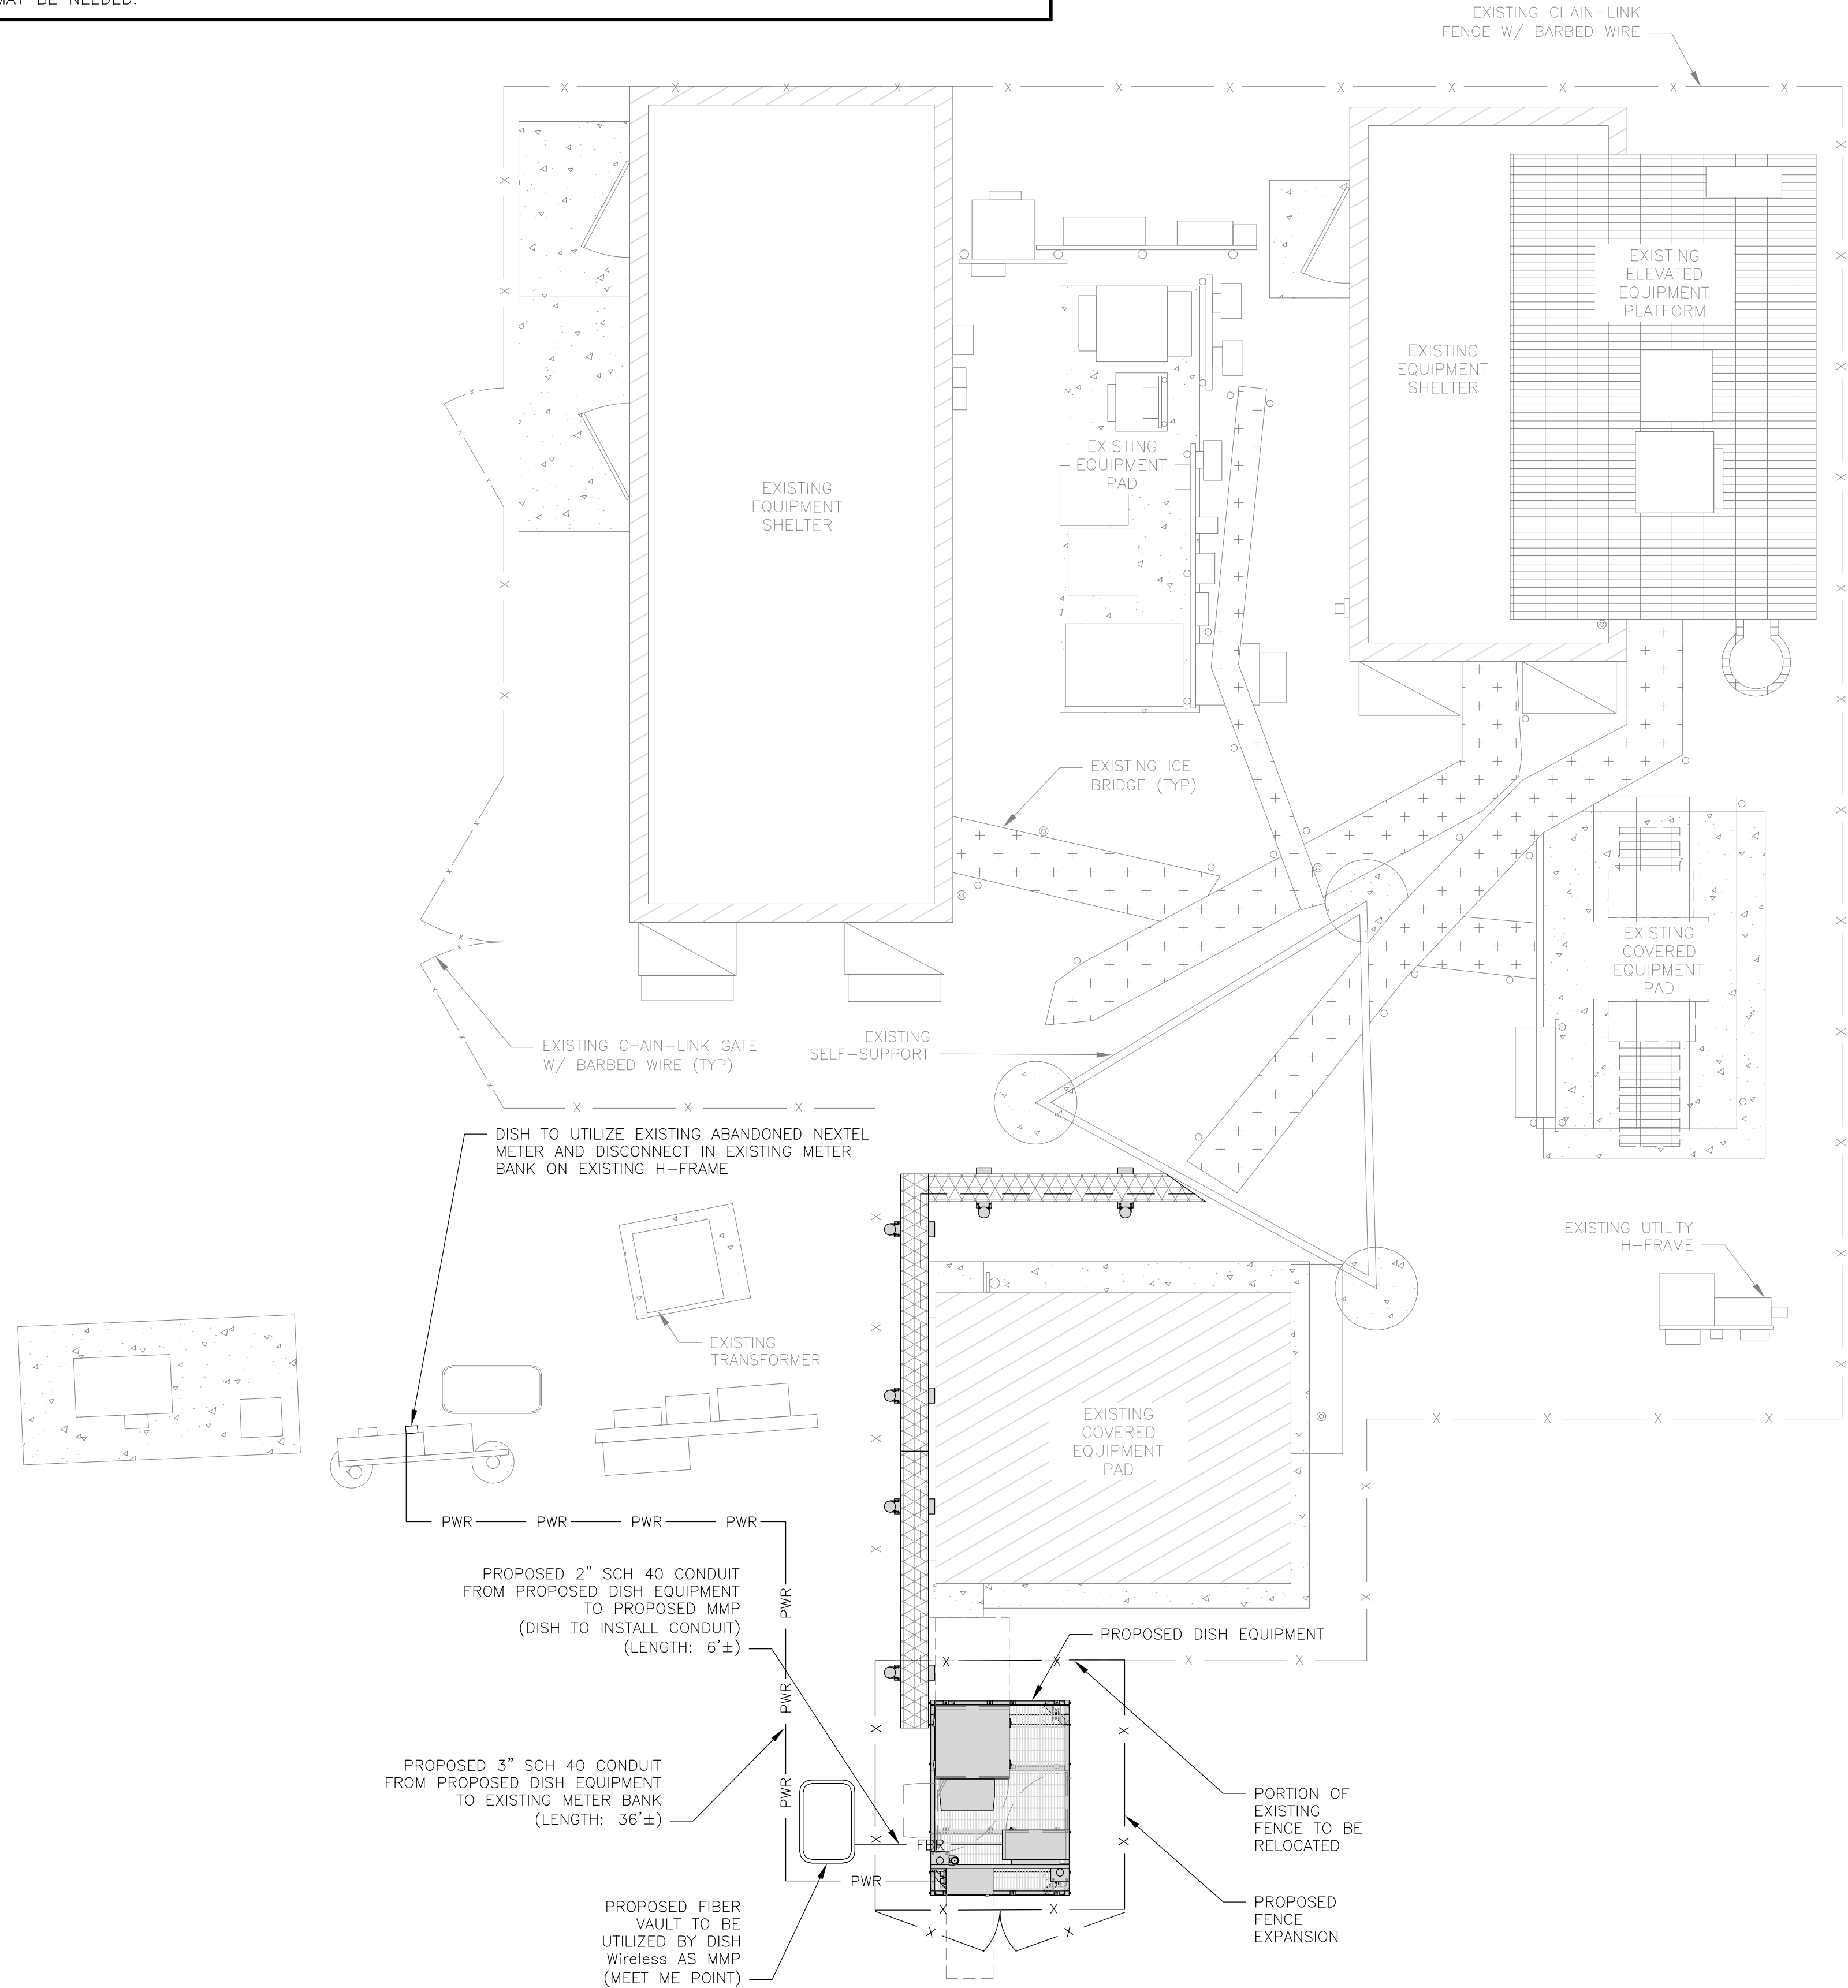 MAY BE NEEDED.
EXISTING CHAIN-LINK
FENCE W/ BARBED WIRE
EXISTING
ELEVATED
EQUIPMENT
PLATFORM
EXISTING
EQUIPMENT
SHELTER
EXISTING
EQUIPMENT
PAD
EXISTING
EQUIPMENT
SHELTER
EXISTING ICE
BRIDGE (TYP)
EXISTING
COVERED
EQUIPMENT
PAD
EXISTING CHAIN-LINK GATE
W/ BARBED WIRE (TYP)
EXISTING
SELF-SUPPORT
DISH TO UTILIZE EXISTING ABANDONED NEXTEL
METER AND DISCONNECT IN EXISTING METER
BANK ON EXISTING H-FRAME
EXISTING UTILITY
H-FRAME
EXISTING
TRANSFORMER
EXISTING
COVERED
EQUIPMENT
PAD
PWR PWR PWR PWR
PROPOSED 2" SCH 40 CONDUIT
FROM PROPOSED DISH EQUIPMENT
TO PROPOSED MMP
(DISH TO INSTALL CONDUIT)
(LENGTH: 6'±)
PWR
PROPOSED DISH EQUIPMENT
PWR
PROPOSED 3" SCH 40 CONDUIT
FROM PROPOSED DISH EQUIPMENT
TO EXISTING METER BANK
(LENGTH: 36'±)
PWR
PORTION OF
EXISTING
FENCE TO BE
RELOCATED
FBR
PWR
PROPOSED FIBER
VAULT TO BE
UTILIZED BY DISH
Wireless AS MMP
(MEET ME POINT)
PROPOSED
FENCE
EXPANSION